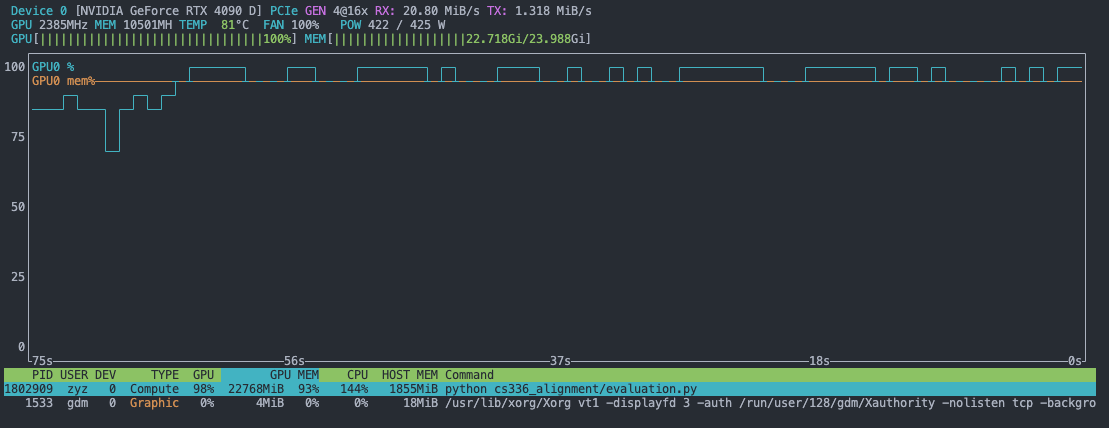 Device 0 [NVIDIA GeForce RTX 4090 D] PCIe GEN 4@16x RX: 20.80 MiB/s TX: 1.318 MiB/s
GPU 2385MHz MEM 10501MH TEMP 81°C FAN 100% POW 422 / 425 W
GPU[||||||||||||||||||||||||||||||||100%] MEM[|||||||||||||||||||22.718Gi/23.988Gi]
100 GPU0 %
GPU0 mem%
75
50
25
0
75s 56s 37s 18s 0s
PID USER DEV TYPE GPU GPU MEM CPU HOST MEM Command
1802909 zyz 0 Compute 98% 22768MiB 93% 144% 1855MiB python cs336_alignment/evaluation.py
1533 gdm 0 Graphic 0% 4MiB 0% 0% 18MiB /usr/lib/xorg/Xorg vt1 -displayfd 3 -auth /run/user/128/gdm/Xauthority -nolisten tcp -backgro